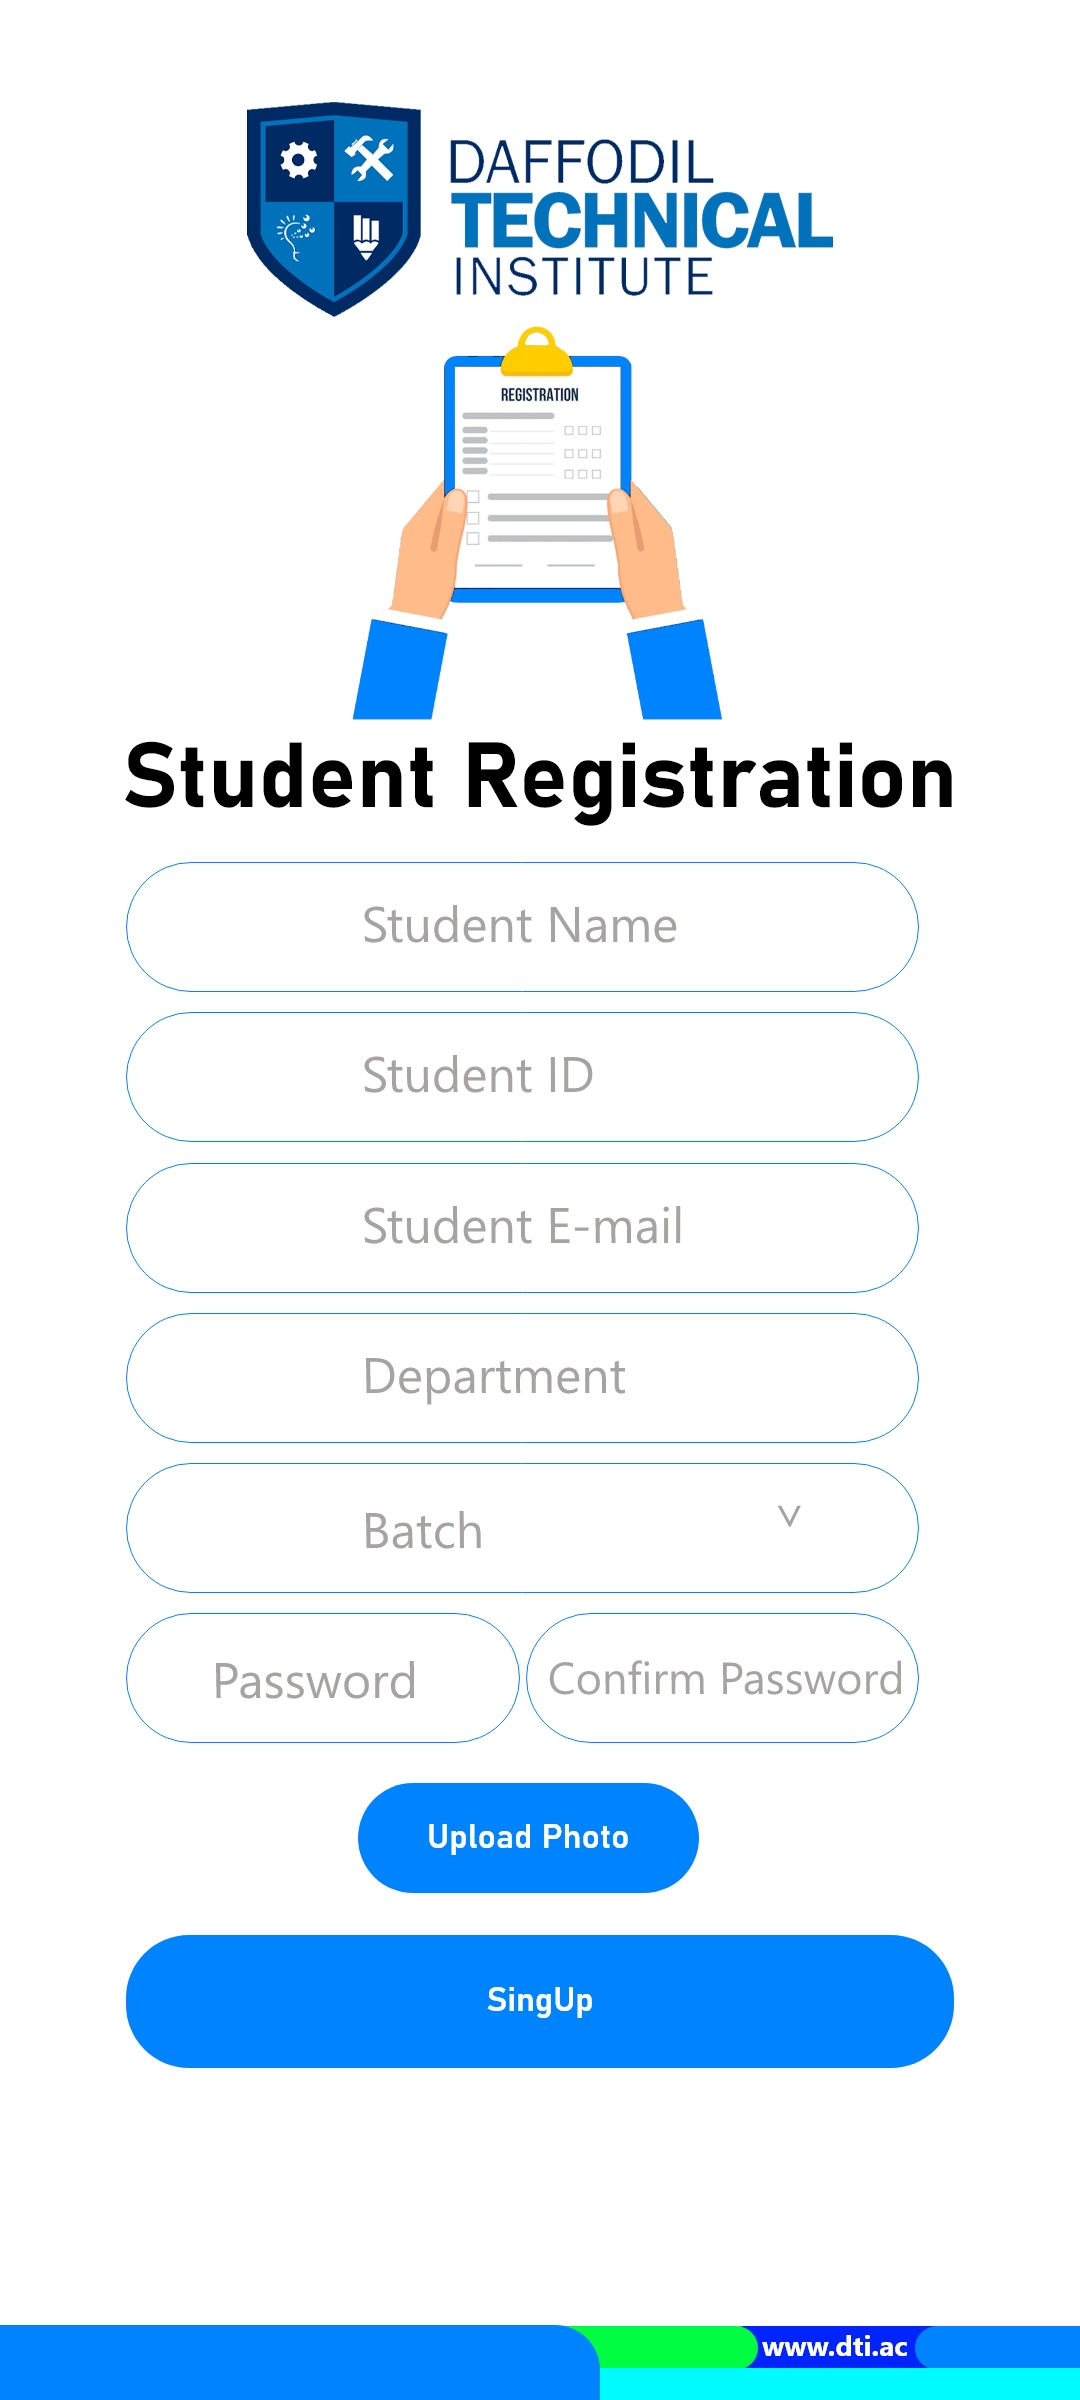 DAFFODIL
TECHNICAL
INSTITUTE
REGISTRATION
Student Registration
Student Name
Student ID
Student E-mail
Department
Batch
Password Confirm Password
Upload Photo
SingUp
www.dti.ac